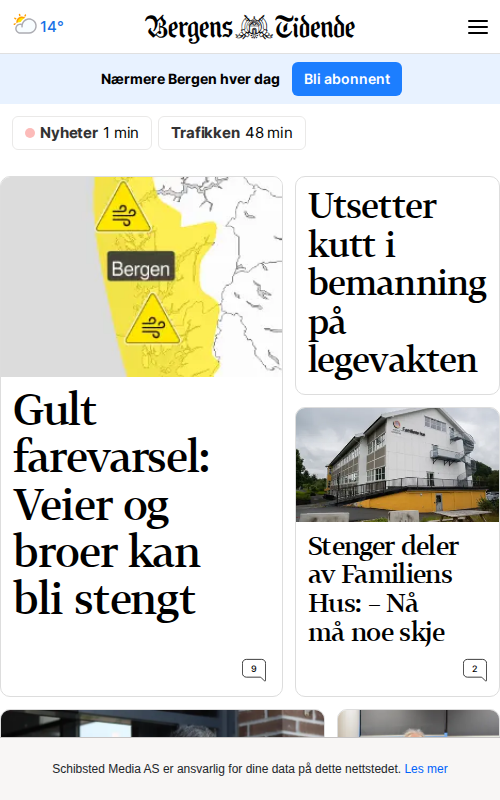 14°
Bergens Tidende
Nærmere Bergen hver dag
Bli abonnent
Nyheter 1 min
Trafikken 48 min
Bergen
Gult
farevarsel:
Veier og
broer kan
bli stengt
9
Utsetter
kutt i
bemanning
på
legevakten
Stenger deler
av Familiens
Hus: – Nå
må noe skje
2
Schibsted Media AS er ansvarlig for dine data på dette nettstedet. Les mer